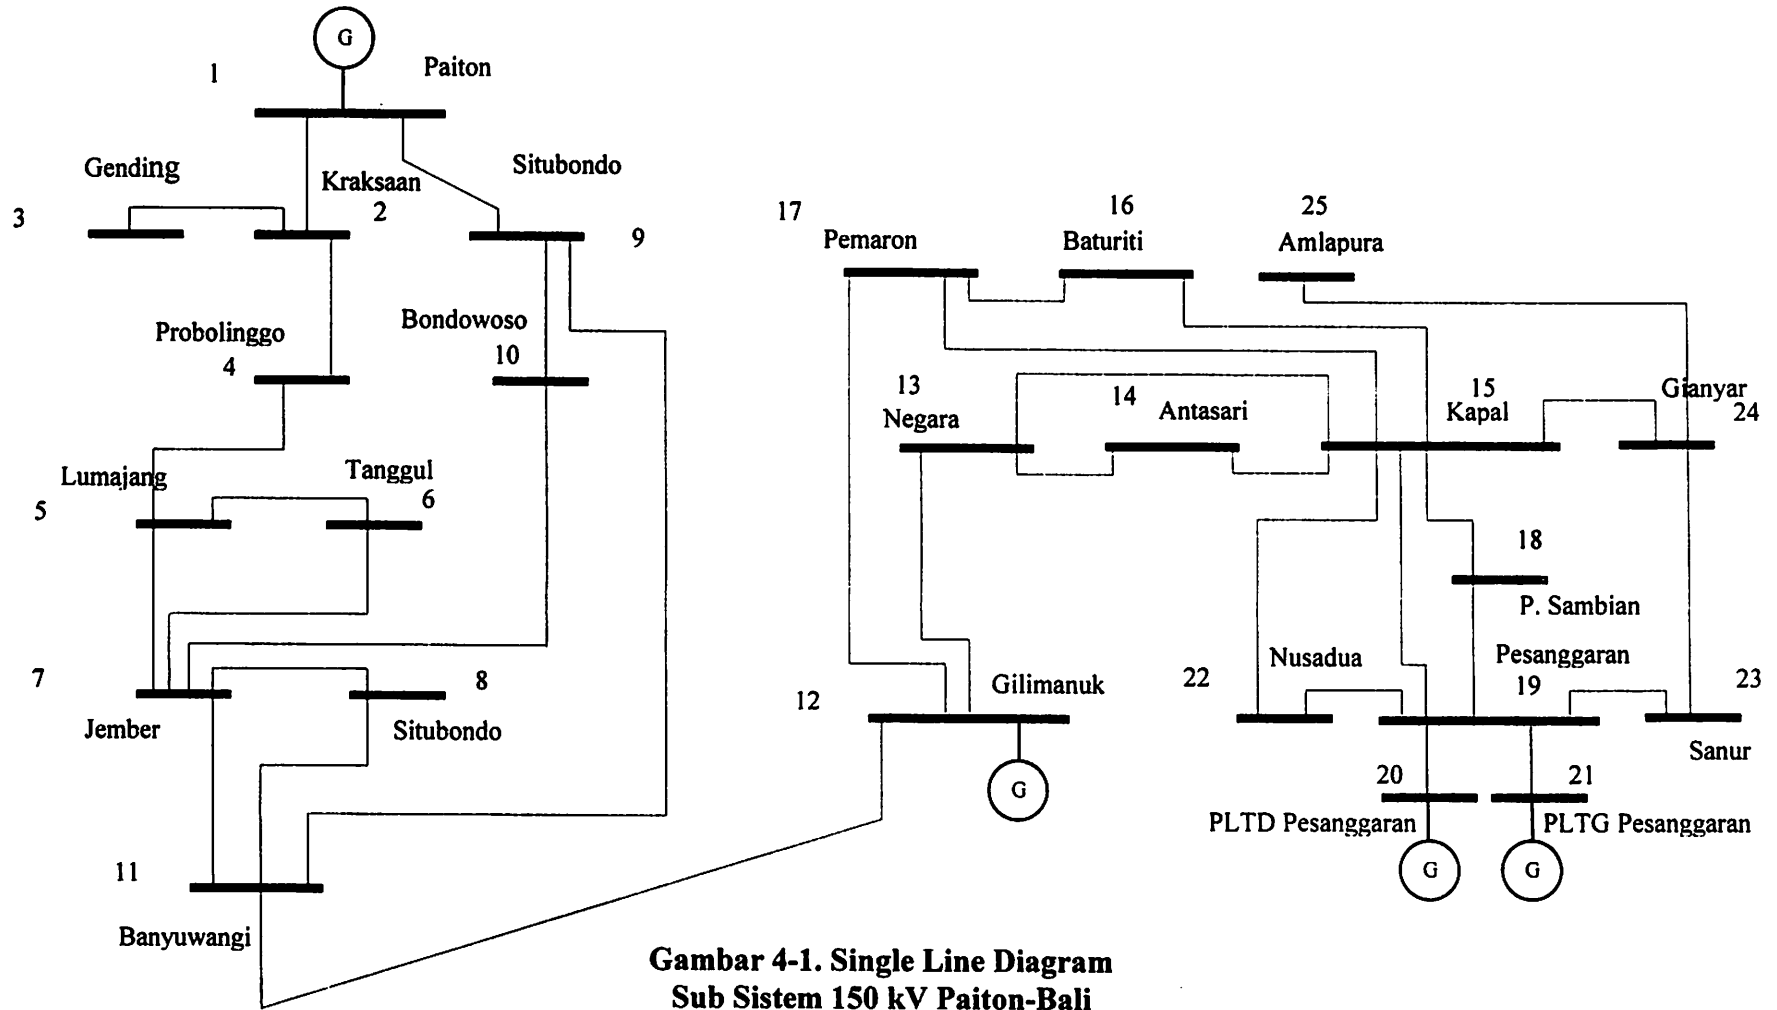 G
1
Paiton
Gending
Kraksaan
2
Situbondo
3
9
Probolinggo
4
Bondowoso
10
Lumajang
5
Tanggul
6
7
Jember
8
Situbondo
11
Banyuwangi
17
Pemaron
16
Baturiti
25
Amlapura
13
Negara
14
Antasari
15
Kapal
Gianyar
24
18
P. Sambian
12
Gilimanuk
G
22
Nusadua
Pesanggaran
19
23
Sanur
20
PLTD Pesanggaran
G
21
PLTG Pesanggaran
G
Gambar 4-1. Single Line Diagram
Sub Sistem 150 kV Paiton-Bali